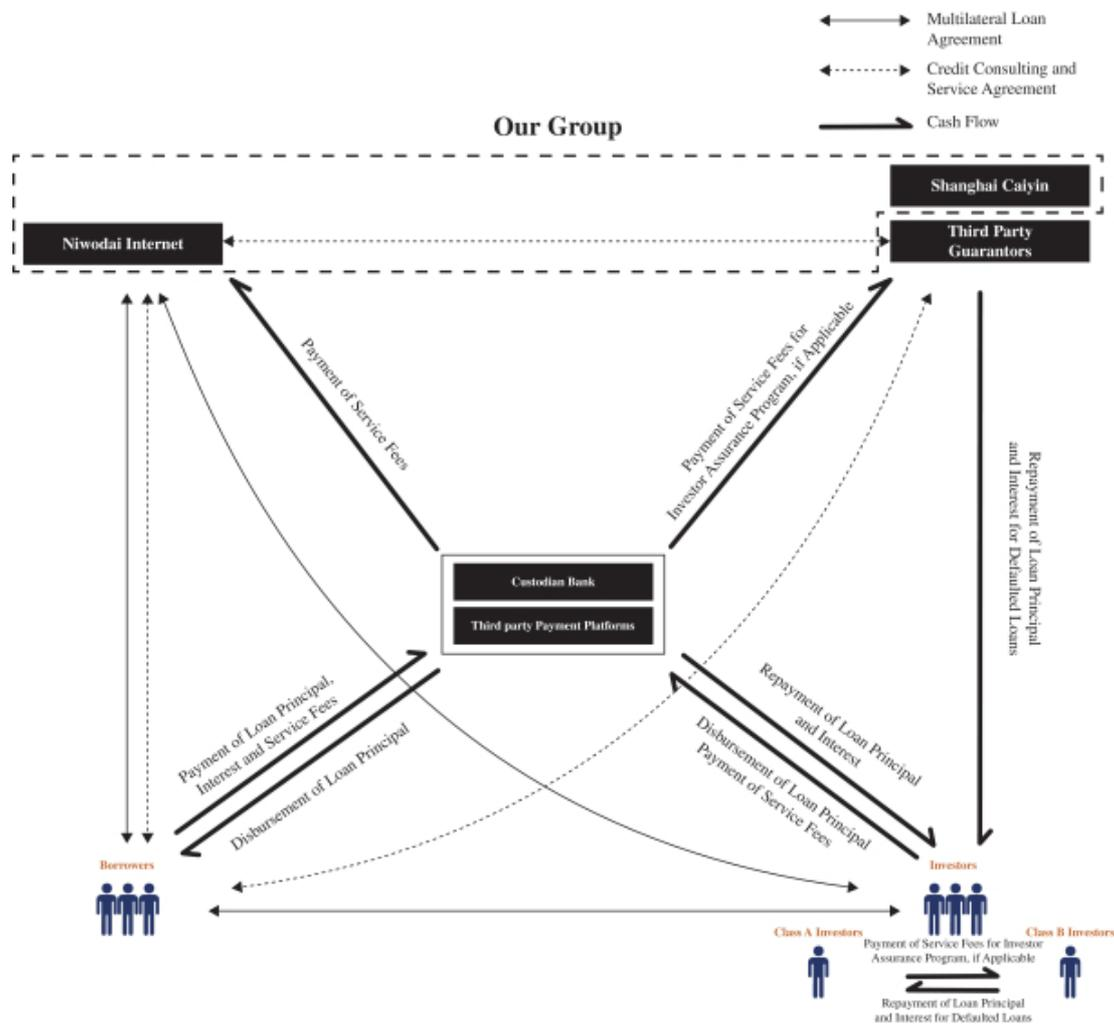 Multilateral Loan
Agreement
Credit Consulting and
Service Agreement
Cash Flow
Our Group
Shanghai Caiyin
Niwodai Internet
Third Party
Guarantors
Payment of Service Fees
Payment of Service Fees for
Investor Assurance Program, if Applicable
Repayment of Loan Principal
and Interest for Defaulted Loans
Custodian Bank
Third party Payment Platforms
Payment of Loan Principal,
Interest and Service Fees
Disbursement of Loan Principal
Repayment of Loan Principal
and Interest
Disbursement of Loan Principal
Payment of Service Fees
Borrowers
Investors
Class A Investors
Class B Investors
Payment of Service Fees for Investor
Assurance Program, if Applicable
Repayment of Loan Principal
and Interest for Defaulted Loans